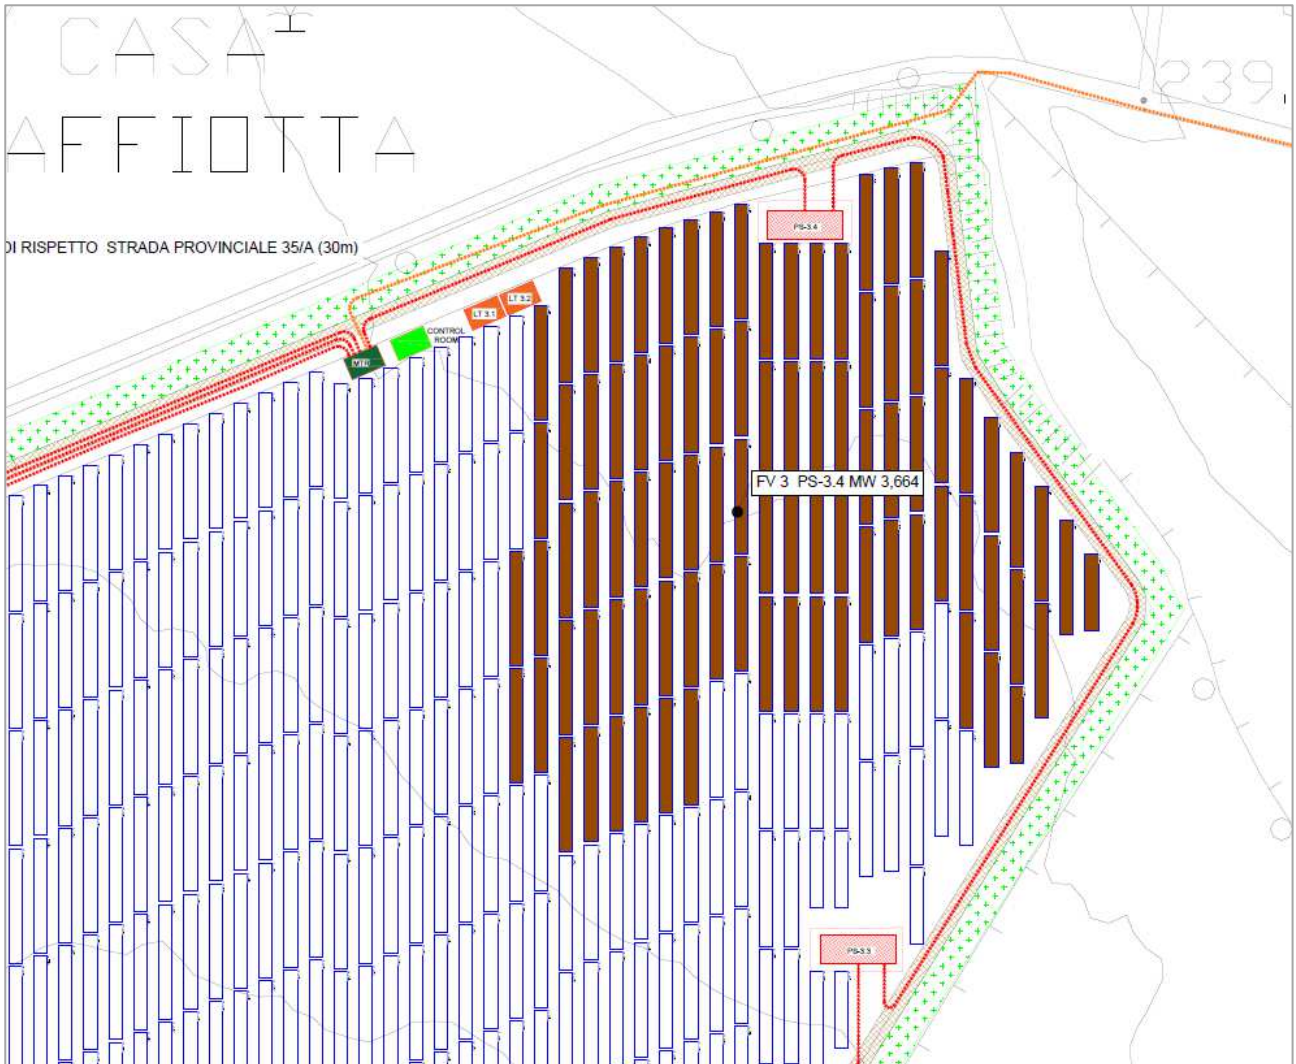 CASA
239,
AFFIOTTA
PS-3.4
DI RISPETTO STRADA PROVINCIALE 35/A (30m)
LT 3.2
LT 3.1
CONTROL
ROOM
MTR
FV 3 PS-3.4 MW 3,664
PS-3.3